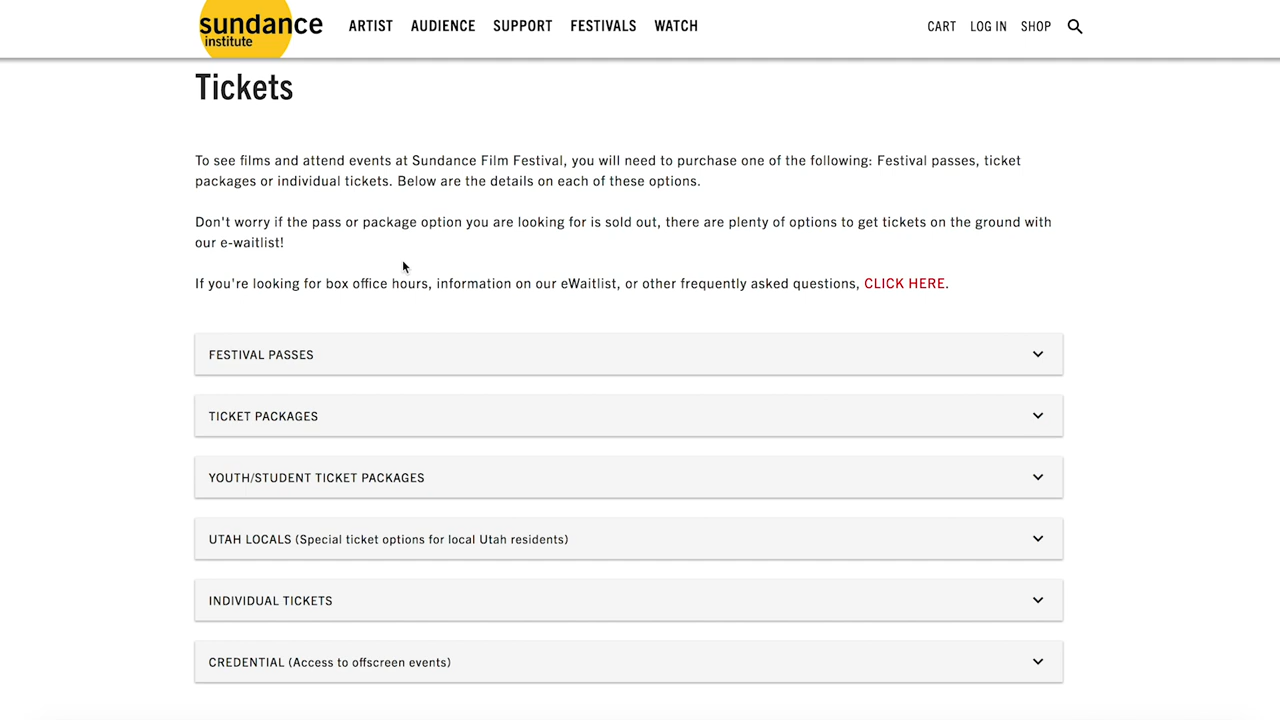 sundance
institute
ARTIST AUDIENCE SUPPORT FESTIVALS WATCH
CART LOG IN SHOP
Tickets
To see films and attend events at Sundance Film Festival, you will need to purchase one of the following: Festival passes, ticket
packages or individual tickets. Below are the details on each of these options.
Don't worry if the pass or package option you are looking for is sold out, there are plenty of options to get tickets on the ground with
our e-waitlist!
If you're looking for box office hours, information on our eWaitlist, or other frequently asked questions, CLICK HERE.
FESTIVAL PASSES
TICKET PACKAGES
YOUTH/STUDENT TICKET PACKAGES
UTAH LOCALS (Special ticket options for local Utah residents)
INDIVIDUAL TICKETS
CREDENTIAL (Access to offscreen events)